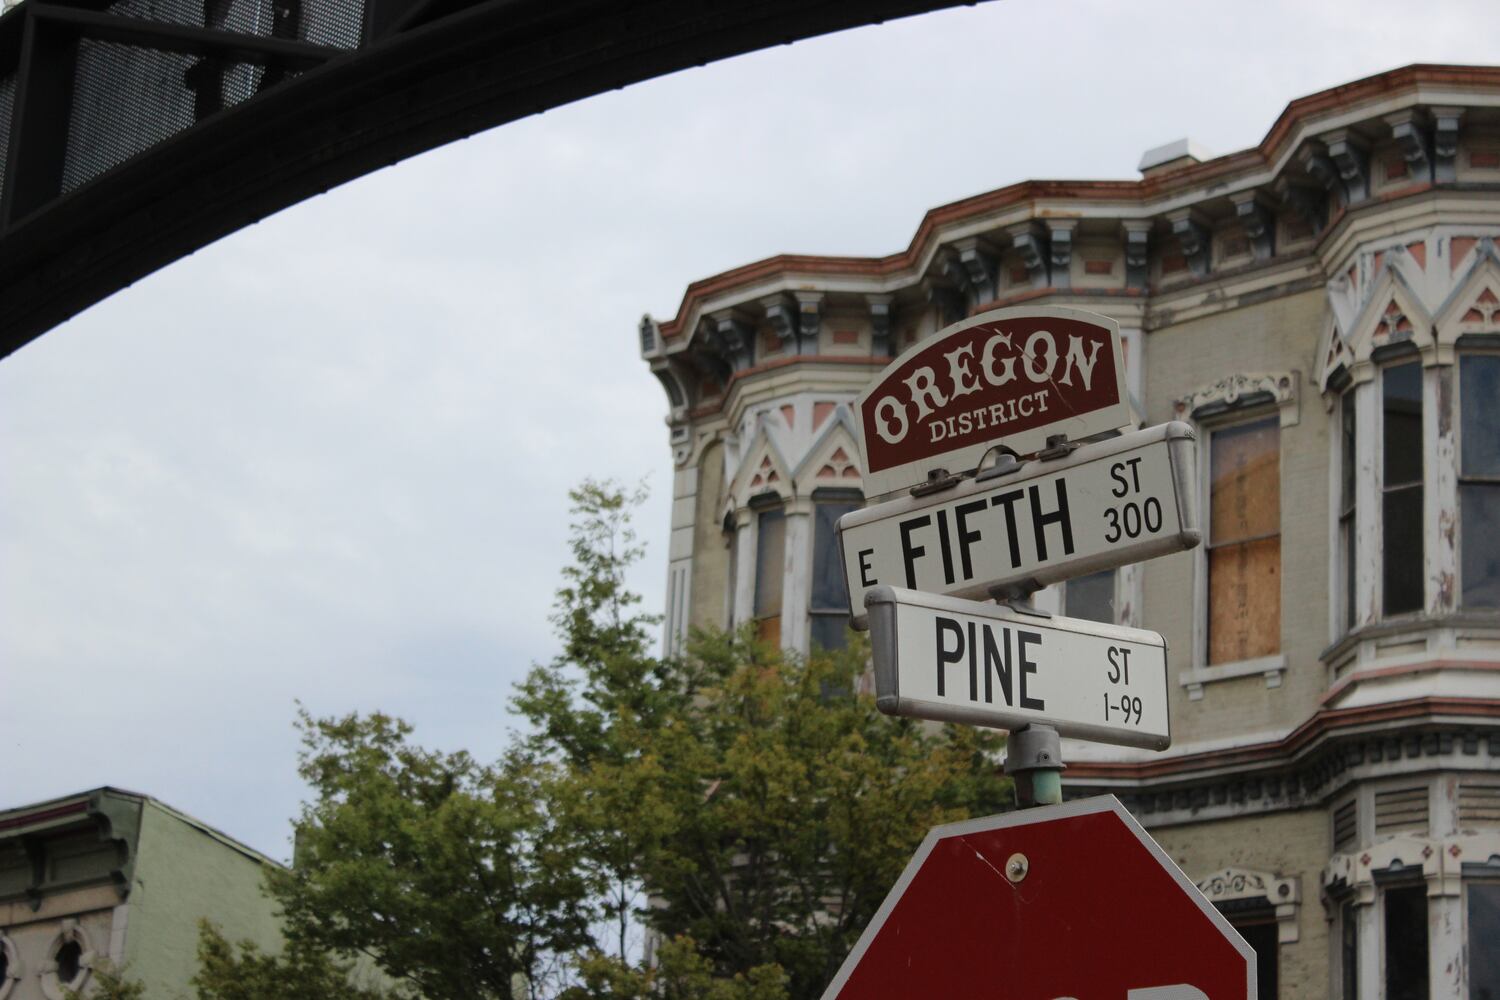 OREGON
DISTRICT
E FIFTH ST 300
PINE ST 1-99